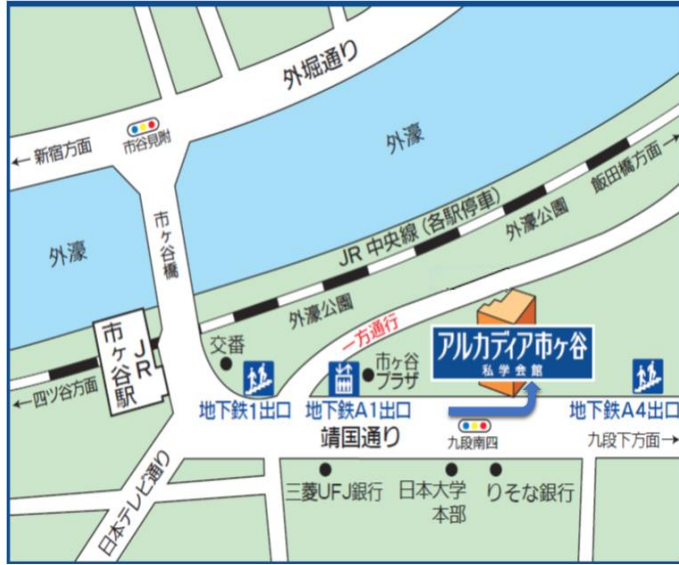 外堀通り
←新宿方面
市谷見附
外濠
飯田橋方面→
市ヶ谷橋
JR 中央線(各駅停車)
外濠公園
外濠
外濠公園
JR
市ヶ谷駅
交番
一方通行
市ヶ谷
プラザ
アルカディア市ヶ谷
私学会館
←四ツ谷方面
地下鉄1出口
地下鉄A1出口
地下鉄A4出口
靖国通り
九段南四
九段下方面→
日本テレビ通り
三菱UFJ銀行
日本大学
本部
りそな銀行